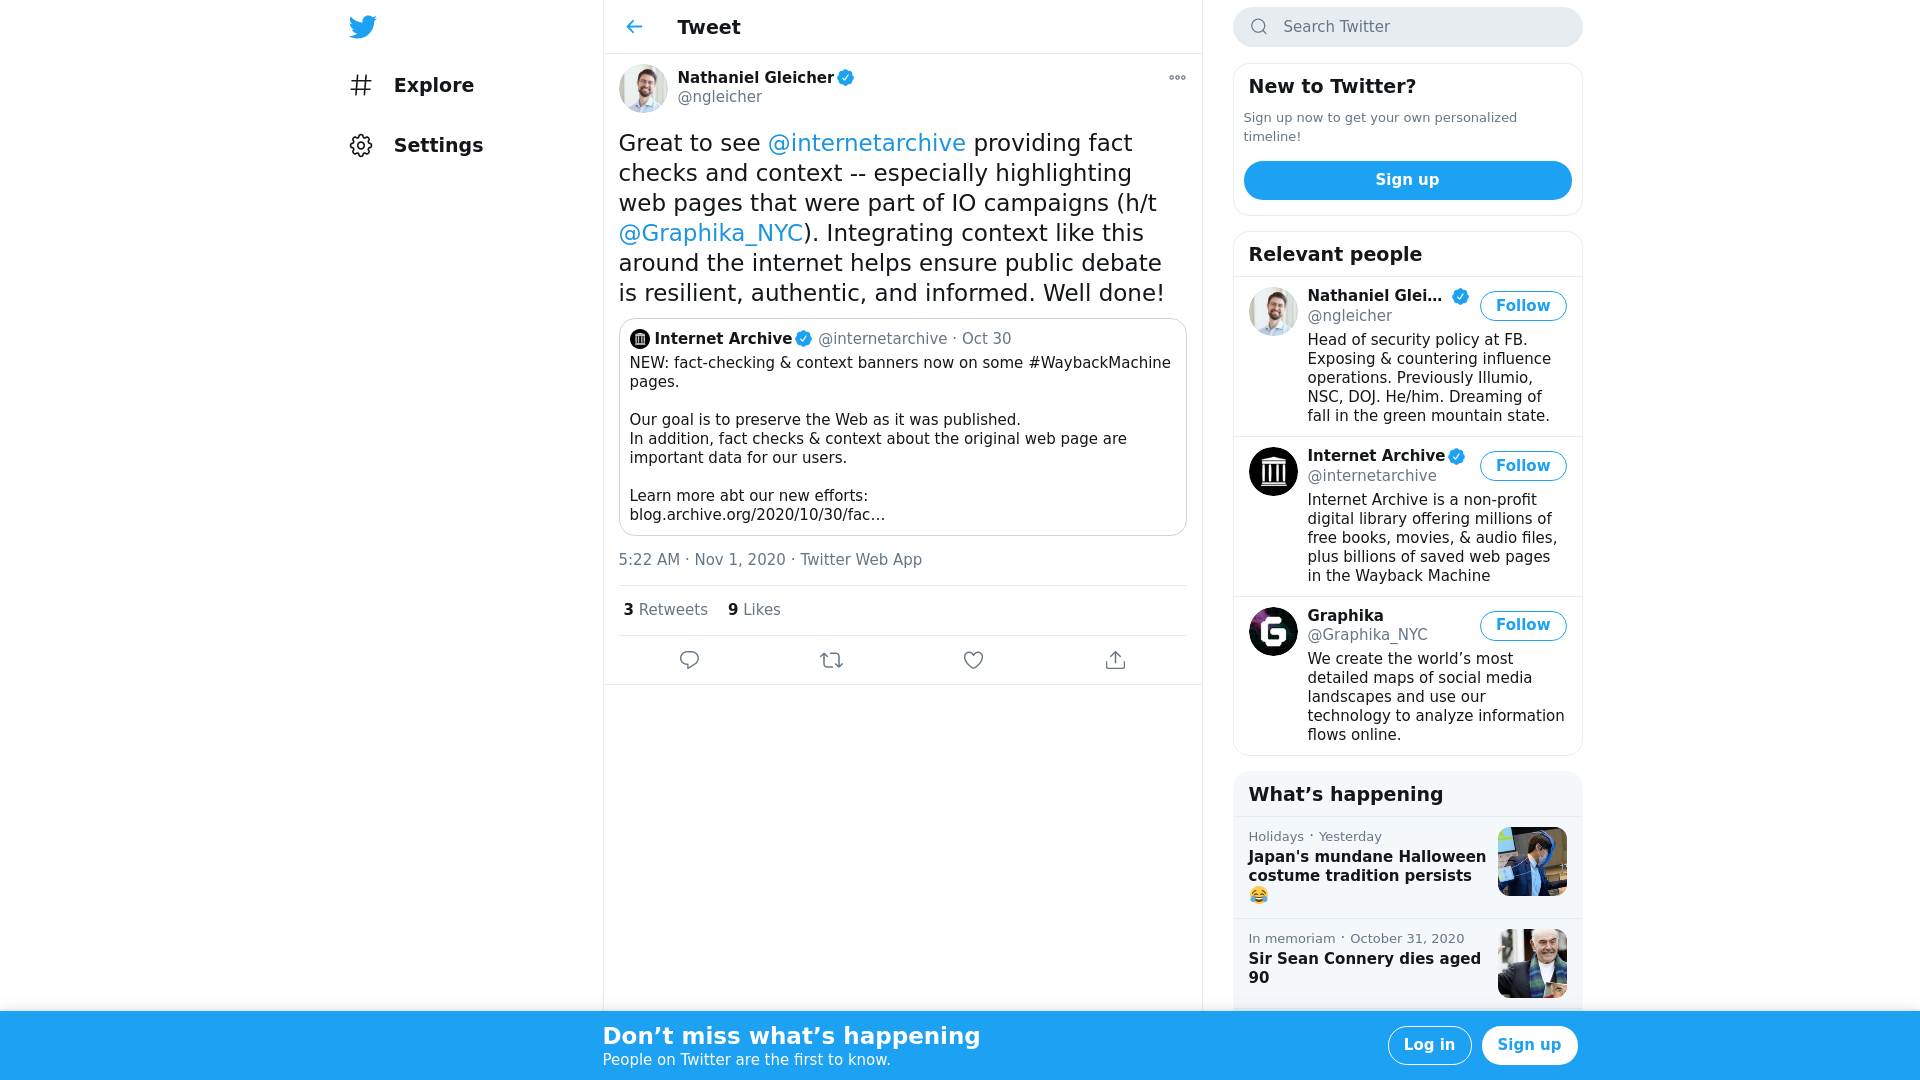 Explore
Settings
Tweet
Nathaniel Gleicher
@ngleicher
Great to see @internetarchive providing fact
checks and context -- especially highlighting
web pages that were part of IO campaigns (h/t
@Graphika_NYC). Integrating context like this
around the internet helps ensure public debate
is resilient, authentic, and informed. Well done!
Internet Archive @internetarchive · Oct 30
NEW: fact-checking & context banners now on some #WaybackMachine
pages.
Our goal is to preserve the Web as it was published.
In addition, fact checks & context about the original web page are
important data for our users.
Learn more abt our new efforts:
blog.archive.org/2020/10/30/fac…
5:22 AM · Nov 1, 2020 · Twitter Web App
3 Retweets 9 Likes
Search Twitter
New to Twitter?
Sign up now to get your own personalized
timeline!
Sign up
Relevant people
Nathaniel Glei…
Follow
@ngleicher
Head of security policy at FB.
Exposing & countering influence
operations. Previously Illumio,
NSC, DOJ. He/him. Dreaming of
fall in the green mountain state.
Internet Archive
Follow
@internetarchive
Internet Archive is a non-profit
digital library offering millions of
free books, movies, & audio files,
plus billions of saved web pages
in the Wayback Machine
Graphika
Follow
@Graphika_NYC
We create the world’s most
detailed maps of social media
landscapes and use our
technology to analyze information
flows online.
What’s happening
Holidays · Yesterday
Japan's mundane Halloween
costume tradition persists
😂
In memoriam · October 31, 2020
Sir Sean Connery dies aged
90
Don’t miss what’s happening
People on Twitter are the first to know.
Log in
Sign up